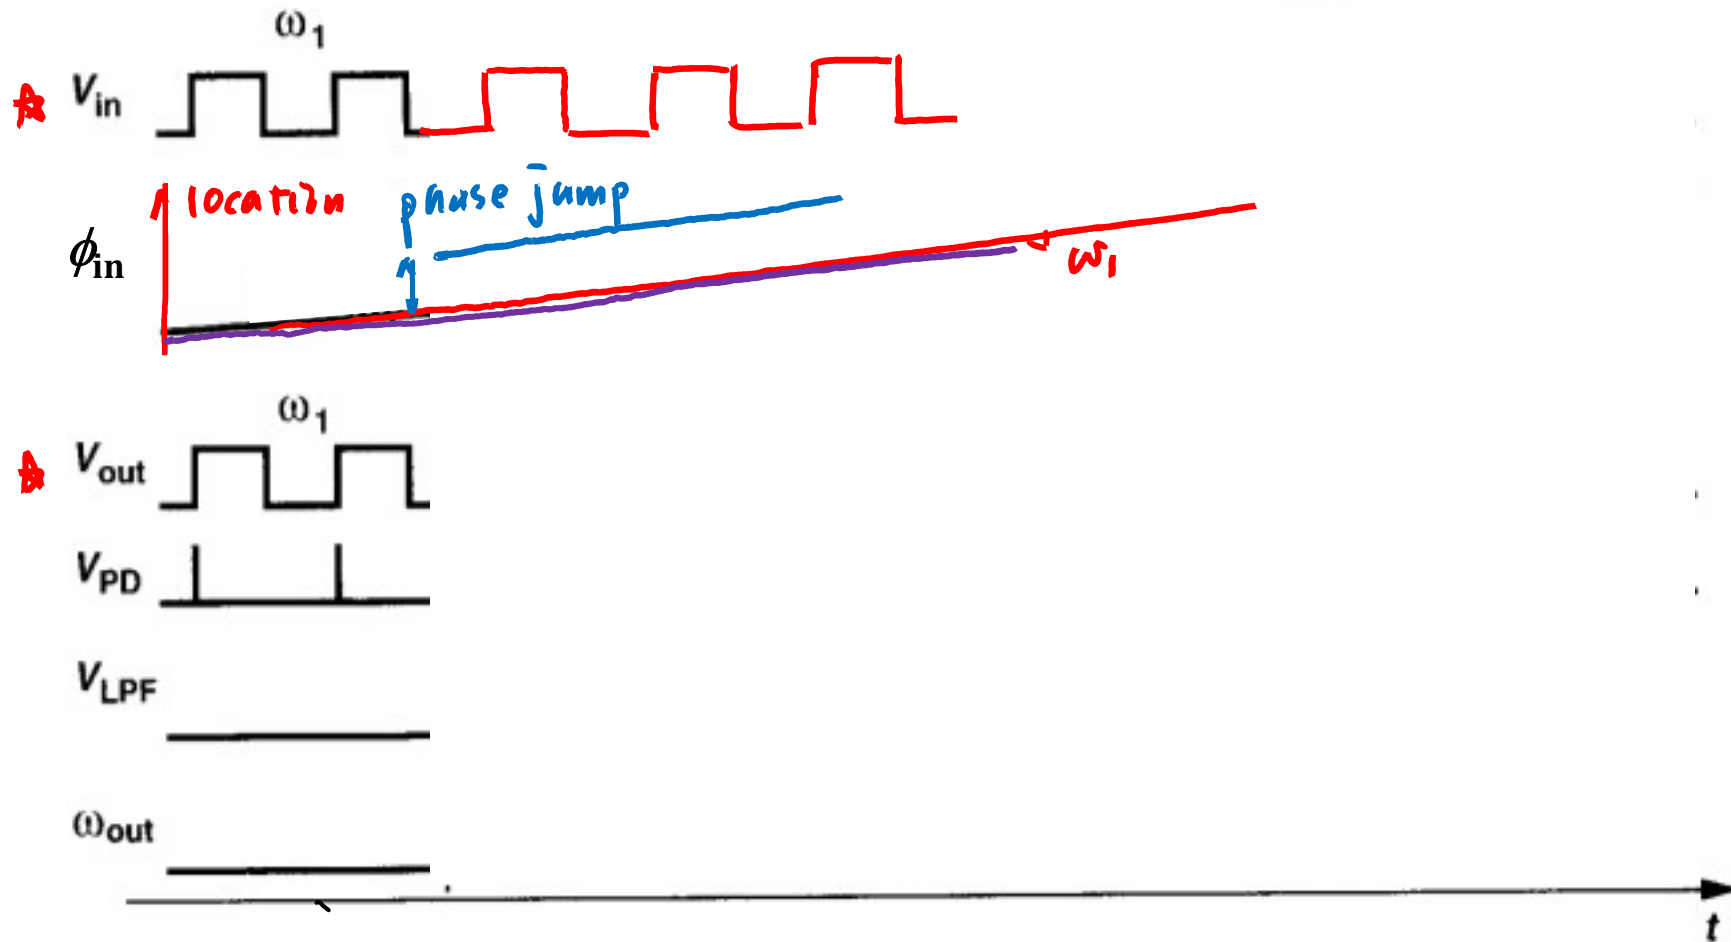 ω1
Vin
location
phase jump
ϕin
ω1
ω1
Vout
VPD
VLPF
ωout
t